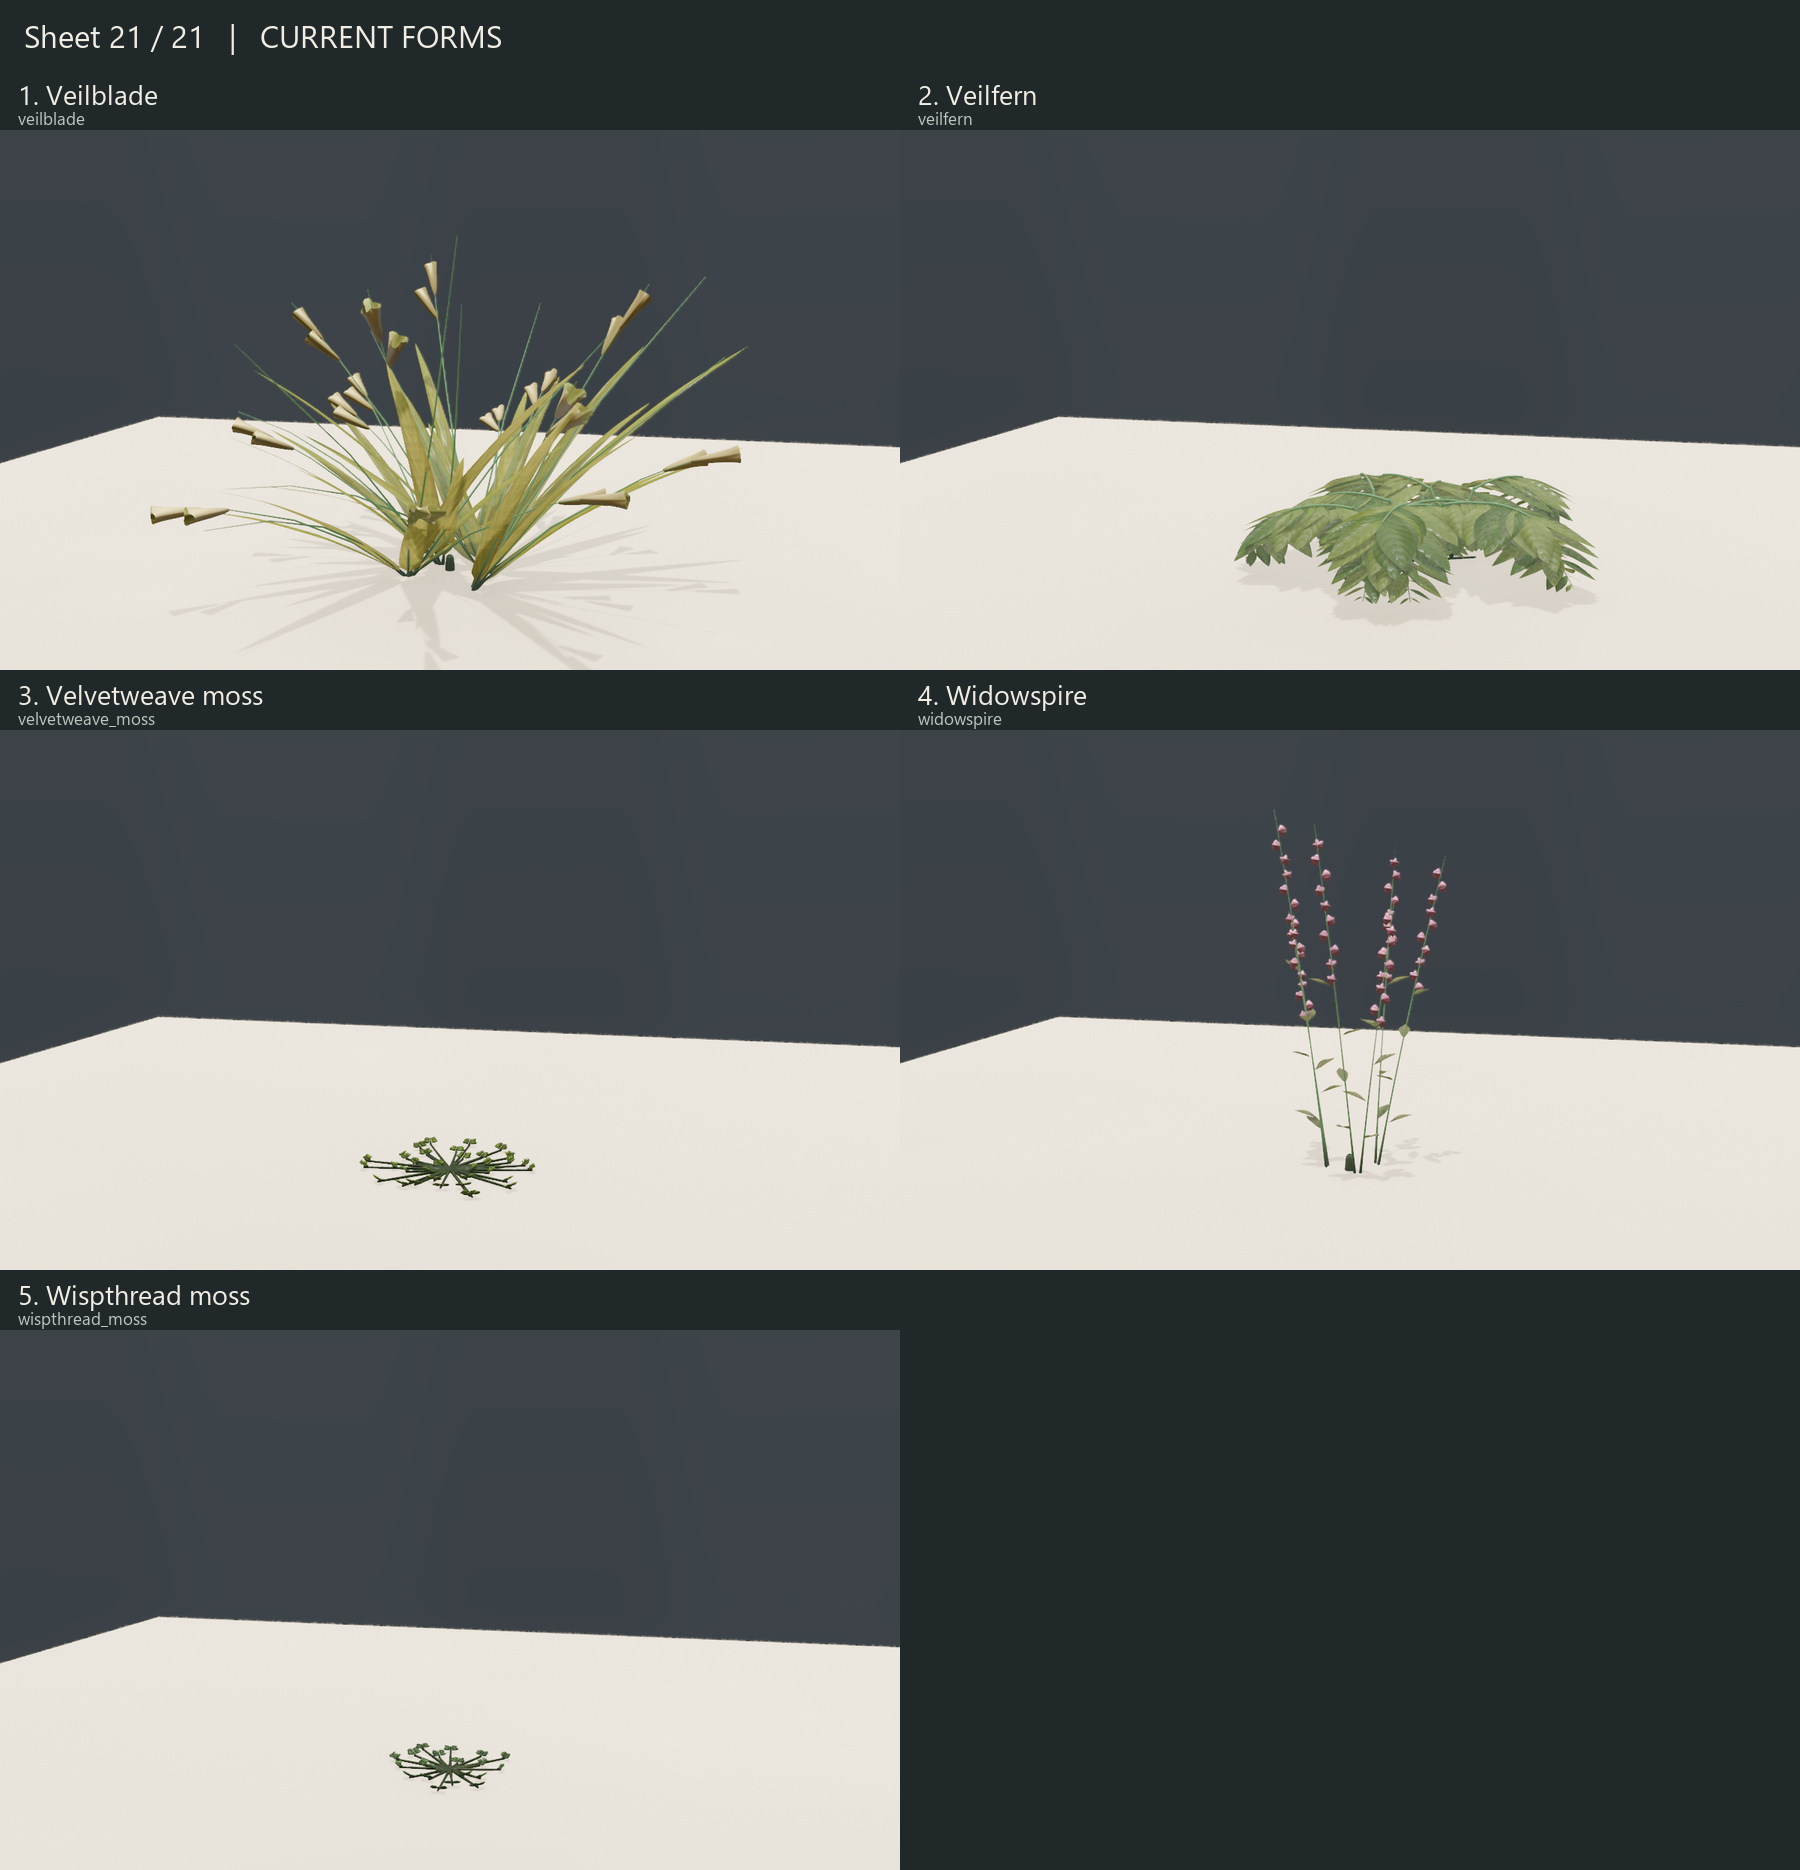 Sheet 21 / 21 | CURRENT FORMS
1. Veilblade
veilblade
2. Veilfern
veilfern
3. Velvetweave moss
velvetweave_moss
4. Widowspire
widowspire
5. Wispthread moss
wispthread_moss